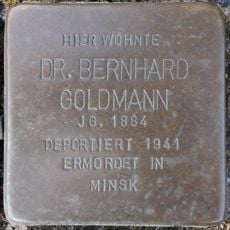 HIER WOHNTE
DR. BERNHARD
GOLDMANN
JG. 1884
DEPORTIERT 1941
ERMORDET IN
MINSK